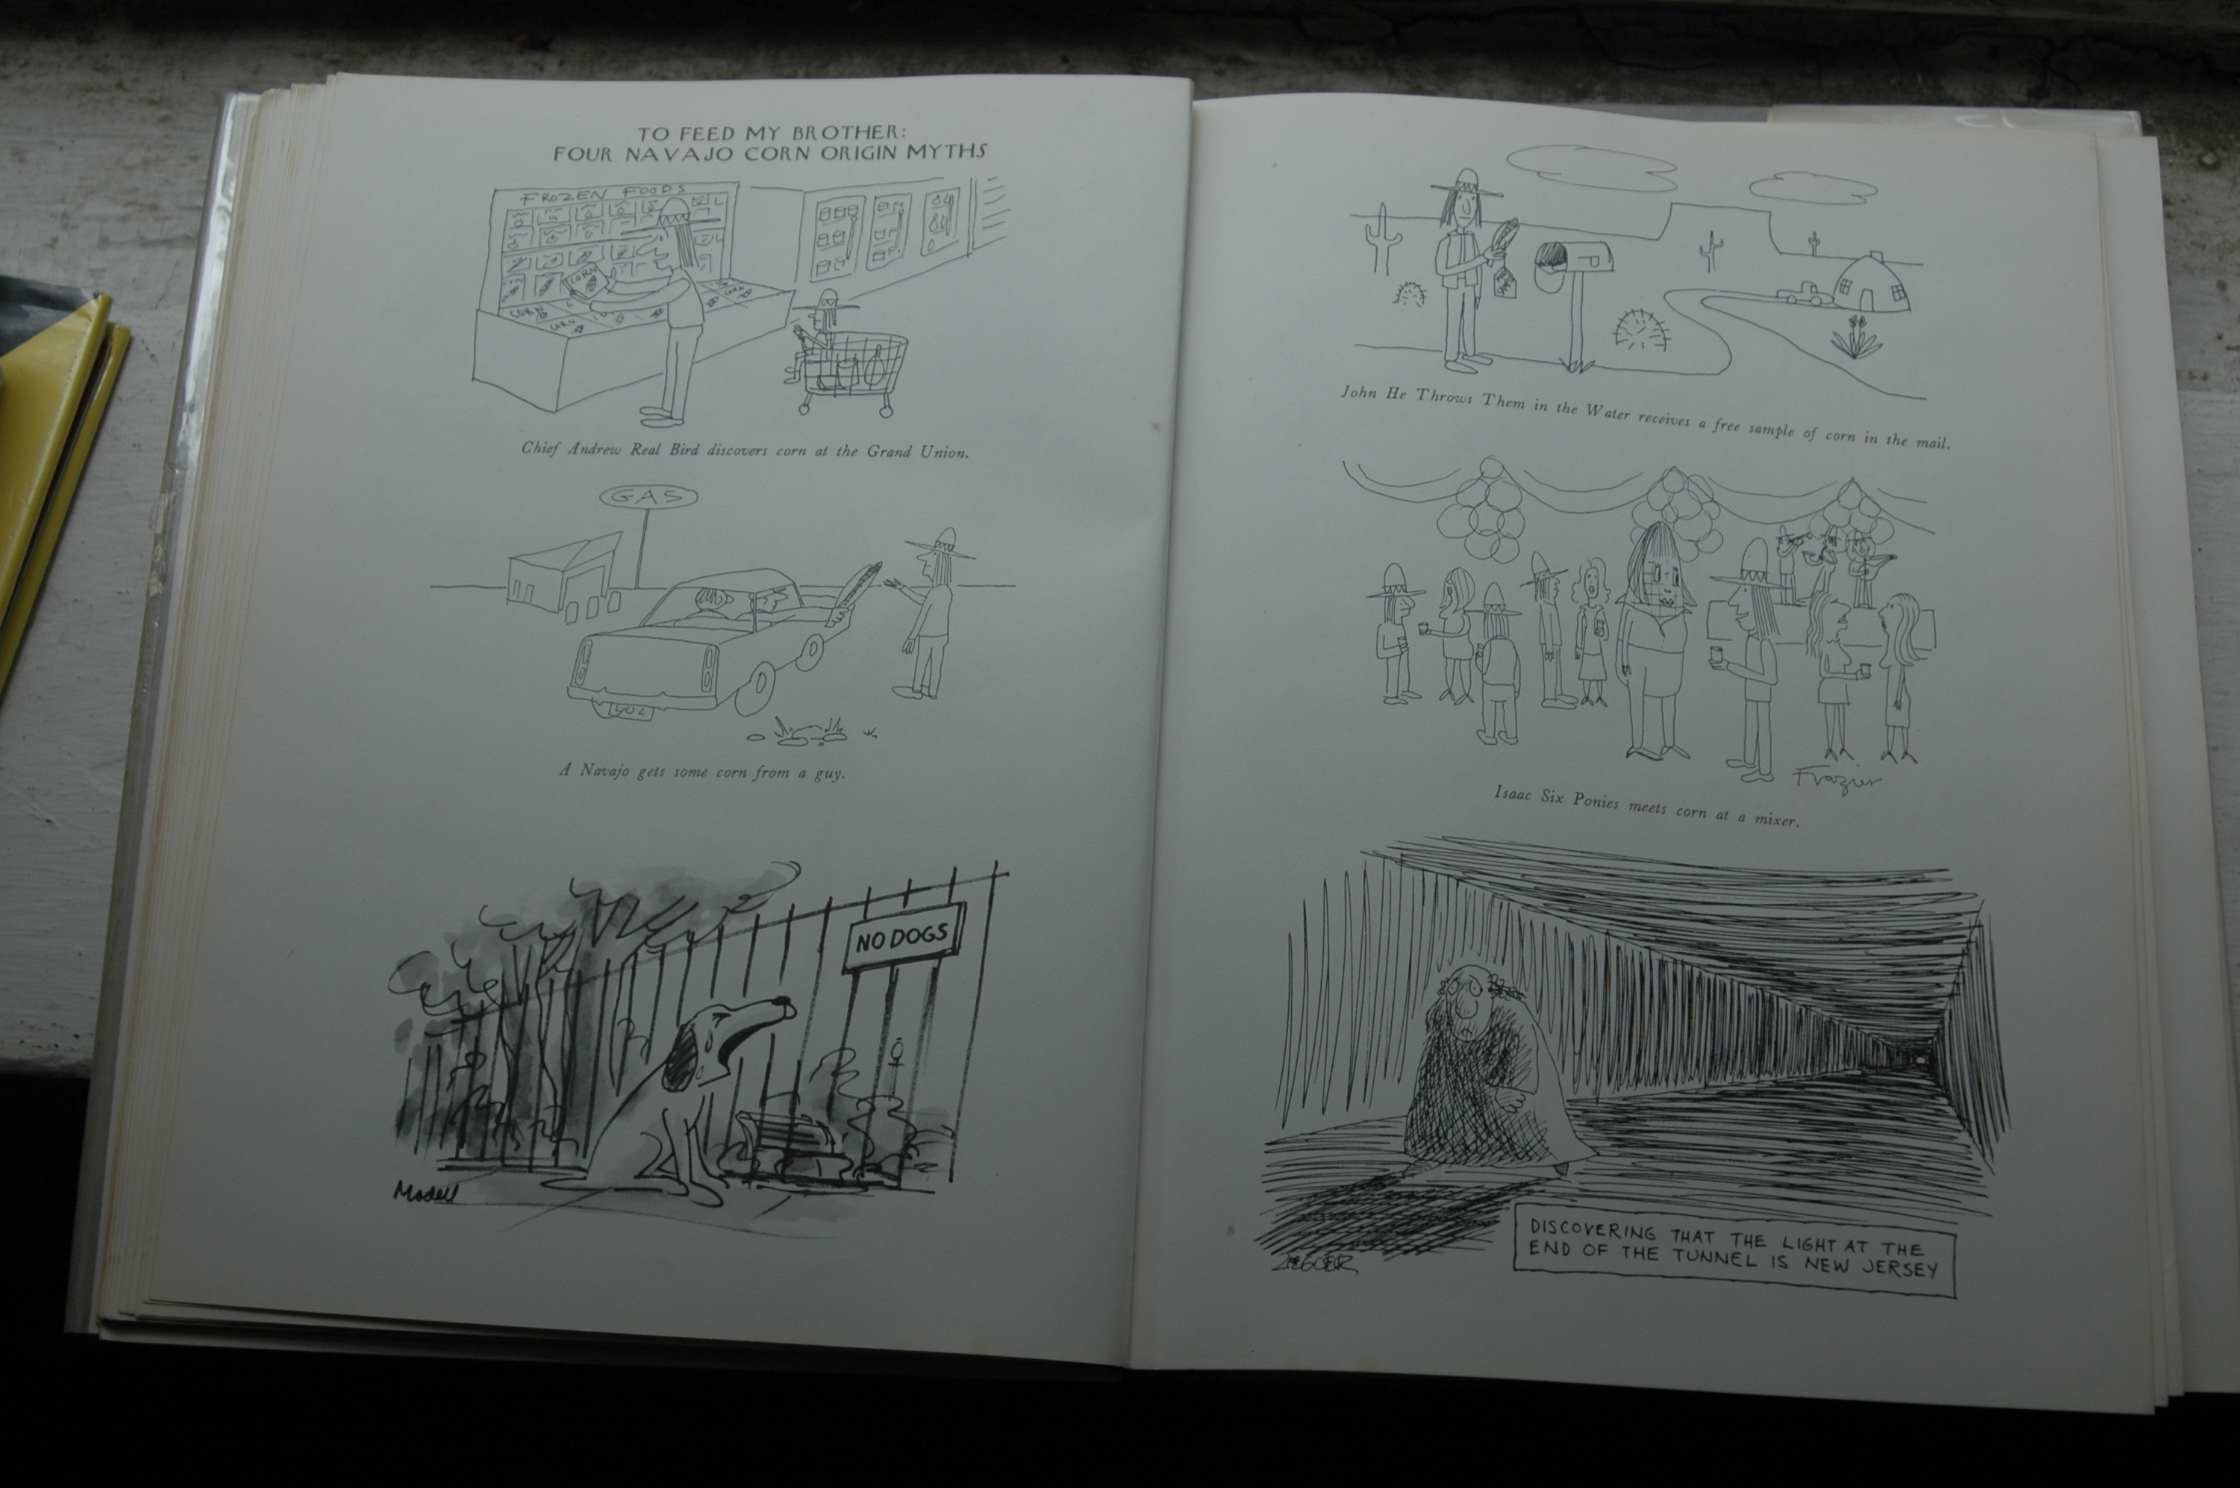 TO FEED MY BROTHER:
FOUR NAVAJO CORN ORIGIN MYTHS
FROZEN FOODS
CORN
CORN
CORN
Chief Andrew Real Bird discovers corn at the Grand Union.
GAS
A Navajo gets some corn from a guy.
NO DOGS
Modell
John He Throws Them in the Water receives a free sample of corn in the mail.
Frazier
Isaac Six Ponies meets corn at a mixer.
DISCOVERING THAT THE LIGHT AT THE
END OF THE TUNNEL IS NEW JERSEY